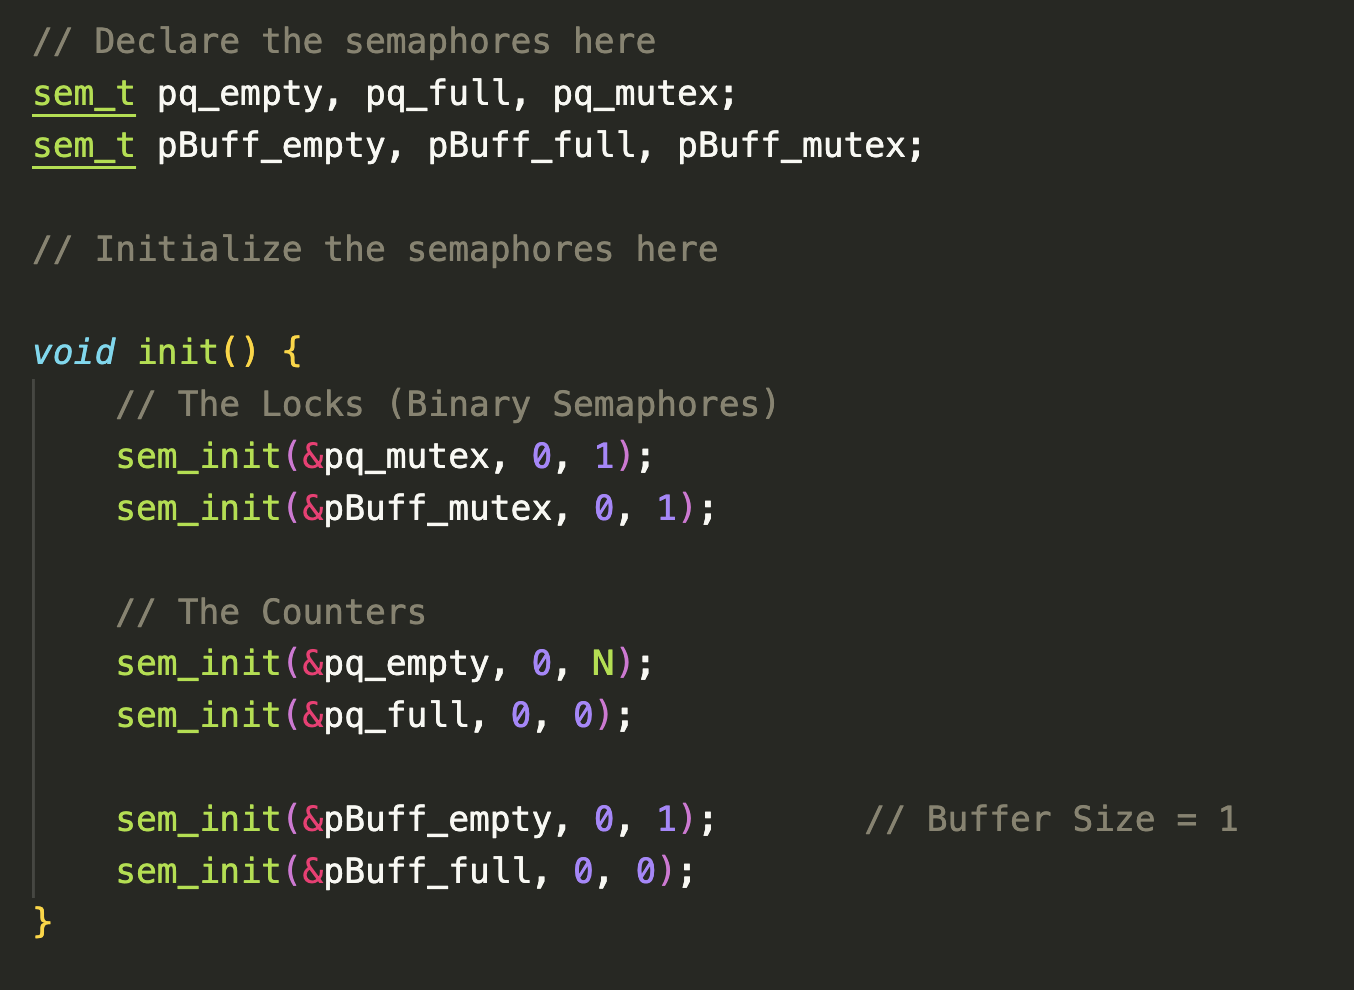 // Declare the semaphores here
sem_t pq_empty, pq_full, pq_mutex;
sem_t pBuff_empty, pBuff_full, pBuff_mutex;
// Initialize the semaphores here
void init() {
// The Locks (Binary Semaphores)
sem_init(&pq_mutex, 0, 1);
sem_init(&pBuff_mutex, 0, 1);
// The Counters
sem_init(&pq_empty, 0, N);
sem_init(&pq_full, 0, 0);
sem_init(&pBuff_empty, 0, 1); // Buffer Size = 1
sem_init(&pBuff_full, 0, 0);
}